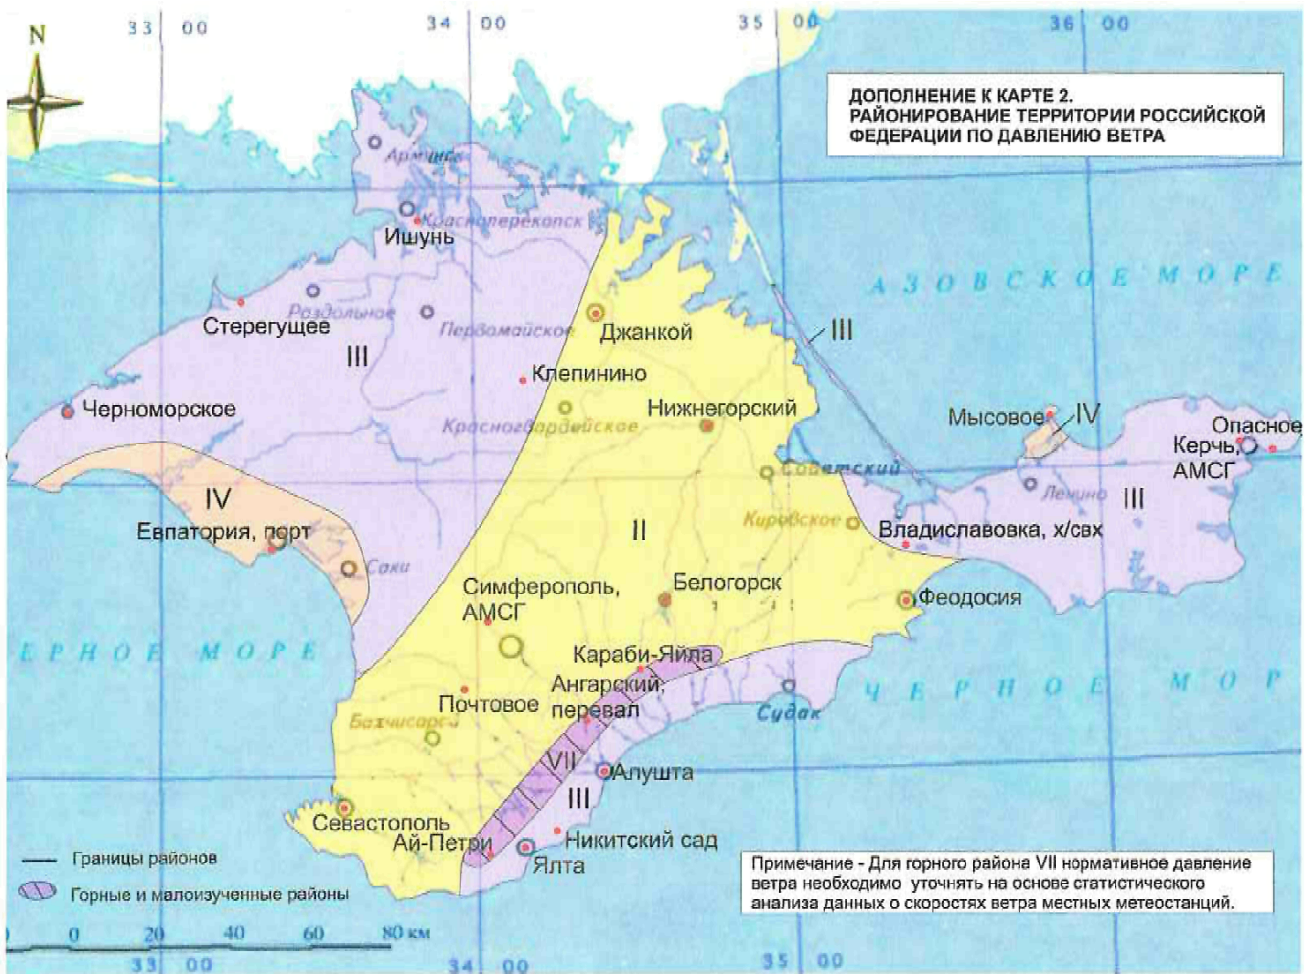 33 00
34 00
35 00
36 00
N
ДОПОЛНЕНИЕ К КАРТЕ 2.
РАЙОНИРОВАНИЕ ТЕРРИТОРИИ РОССИЙСКОЙ
ФЕДЕРАЦИИ ПО ДАВЛЕНИЮ ВЕТРА
Армянск
Красноперекопск
Ишунь
АЗОВСКОЕ МОРЕ
Раздольное
Стерегущее
Первомайское
Джанкой
III
III
Клепинино
Черноморское
Красногвардейское
Нижнегорский
Мысовое
IV
Опасное
Керчь,
АМСГ
Советский
Ленино
III
IV
Евпатория, порт
II
Кировское
Владиславовка, х/свх
Саки
Симферополь,
АМСГ
Белогорск
Феодосия
ЕРНОЕ МОРЕ
Караби-Яйла
Ангарский,
перевал
Почтовое
Бахчисарай
Судак
ЧЕРНОЕ МОР
VII
Алушта
III
Севастополь
Ай-Петри
Никитский сад
Ялта
Границы районов
Горные и малоизученные районы
Примечание - Для горного района VII нормативное давление
ветра необходимо уточнять на основе статистического
анализа данных о скоростях ветра местных метеостанций.
0 20 40 60 80 км
33 00
34 00
35 00